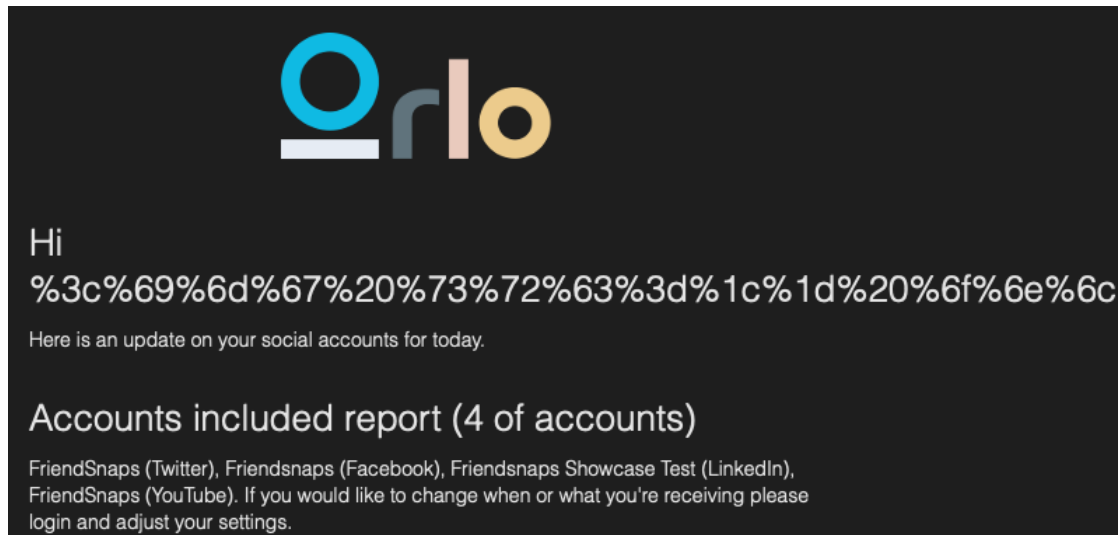 Orlo
Hi
%3c%69%6d%67%20%73%72%63%3d%1c%1d%20%6f%6e%6c
Here is an update on your social accounts for today.
Accounts included report (4 of accounts)
FriendSnaps (Twitter), Friendsnaps (Facebook), Friendsnaps Showcase Test (LinkedIn),
FriendSnaps (YouTube). If you would like to change when or what you're receiving please
login and adjust your settings.